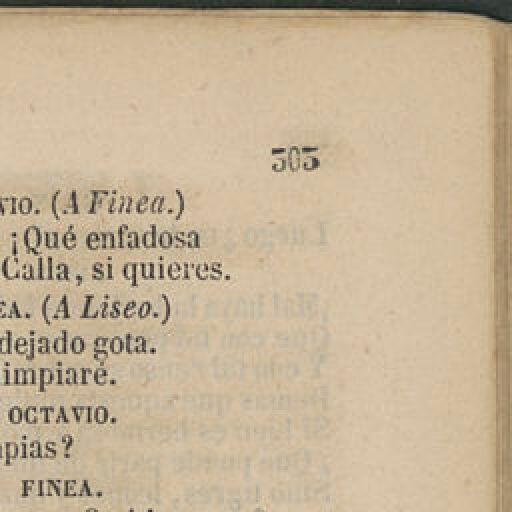 303
VIO. (A Finea.)
¡Qué enfadosa
Calla, si quieres.
EA. (A Liseo.)
dejado gota.
impiaré.
OCTAVIO.
pias?
FINEA.